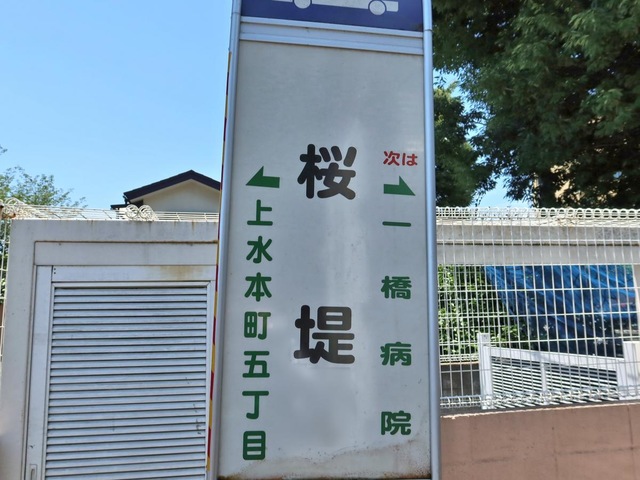 次は
一橋病院
桜堤
上水本町五丁目